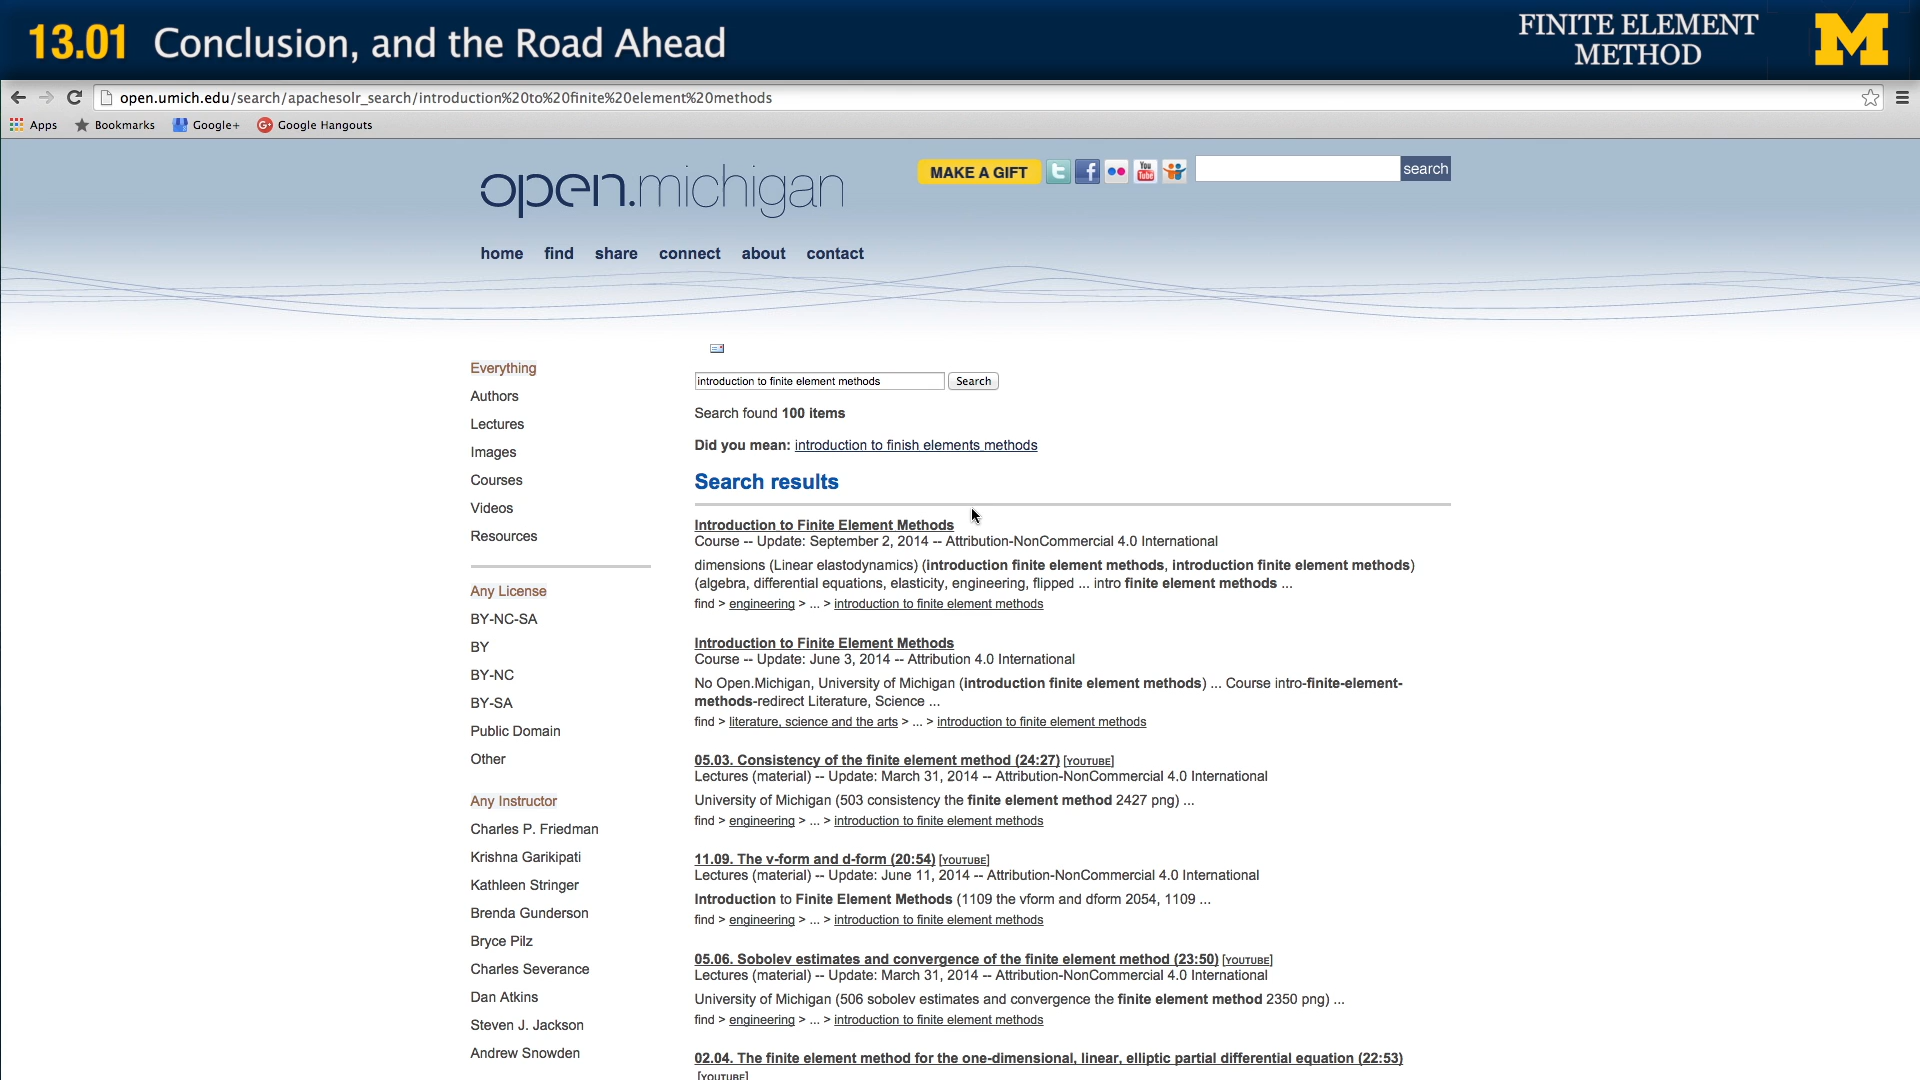 13.01 Conclusion, and the Road Ahead
FINITE ELEMENT
METHOD
M
open.umich.edu/search/apachesolr_search/introduction%20to%20finite%20element%20methods
Apps Bookmarks Google+ Google Hangouts
open.michigan
MAKE A GIFT
You Tube
search
home find share connect about contact
Everything
Authors
Lectures
Images
Courses
Videos
Resources
Any License
BY-NC-SA
BY
BY-NC
BY-SA
Public Domain
Other
Any Instructor
Charles P. Friedman
Krishna Garikipati
Kathleen Stringer
Brenda Gunderson
Bryce Pilz
Charles Severance
Dan Atkins
Steven J. Jackson
Andrew Snowden
introduction to finite element methods Search
Search found 100 items
Did you mean: introduction to finish elements methods
Search results
Introduction to Finite Element Methods
Course -- Update: September 2, 2014 -- Attribution-NonCommercial 4.0 International
dimensions (Linear elastodynamics) (introduction finite element methods, introduction finite element methods)
(algebra, differential equations, elasticity, engineering, flipped ... intro finite element methods ...
find > engineering > ... > introduction to finite element methods
Introduction to Finite Element Methods
Course -- Update: June 3, 2014 -- Attribution 4.0 International
No Open.Michigan, University of Michigan (introduction finite element methods) ... Course intro-finite-element-
methods-redirect Literature, Science ...
find > literature, science and the arts > ... > introduction to finite element methods
05.03. Consistency of the finite element method (24:27) [YOUTUBE]
Lectures (material) -- Update: March 31, 2014 -- Attribution-NonCommercial 4.0 International
University of Michigan (503 consistency the finite element method 2427 png) ...
find > engineering > ... > introduction to finite element methods
11.09. The v-form and d-form (20:54) [YOUTUBE]
Lectures (material) -- Update: June 11, 2014 -- Attribution-NonCommercial 4.0 International
Introduction to Finite Element Methods (1109 the vform and dform 2054, 1109 ...
find > engineering > ... > introduction to finite element methods
05.06. Sobolev estimates and convergence of the finite element method (23:50) [YOUTUBE]
Lectures (material) -- Update: March 31, 2014 -- Attribution-NonCommercial 4.0 International
University of Michigan (506 sobolev estimates and convergence the finite element method 2350 png) ...
find > engineering > ... > introduction to finite element methods
02.04. The finite element method for the one-dimensional, linear, elliptic partial differential equation (22:53)
[YOUTUBE]